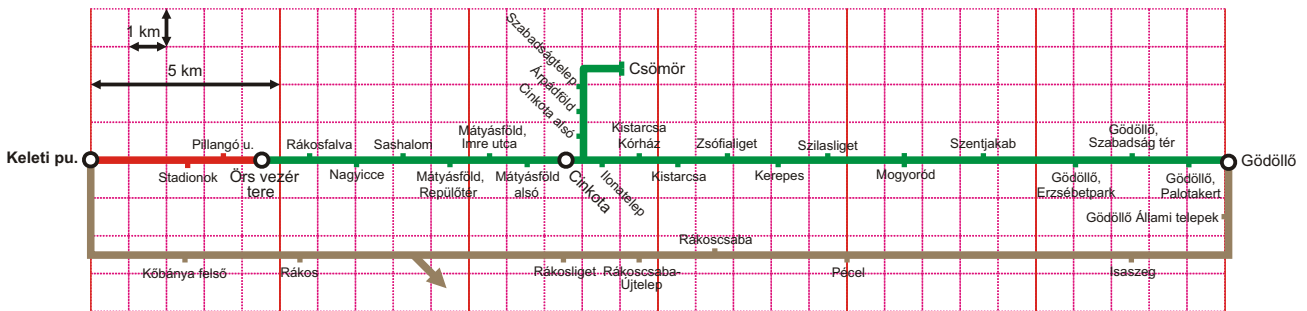 1 km
5 km
Szabadságtelep
Árpádföld
Cinkota alsó
Csömör
Keleti pu.
Pillangó u.
Stadionok
Örs vezér
tere
Rákosfalva
Nagyicce
Sashalom
Mátyásföld,
Repülőtér
Mátyásföld,
Imre utca
Mátyásföld
alsó
Cinkota
Ilonatelep
Kistarcsa
Kórház
Kistarcsa
Zsófialiget
Kerepes
Szilasliget
Mogyoród
Szentjakab
Gödöllő,
Erzsébetpark
Gödöllő,
Szabadság tér
Gödöllő,
Palotakert
Gödöllő
Gödöllő Állami telepek
Kőbánya felső
Rákos
Rákosliget
Rákoscsaba-
Újtelep
Rákoscsaba
Pécel
Isaszeg